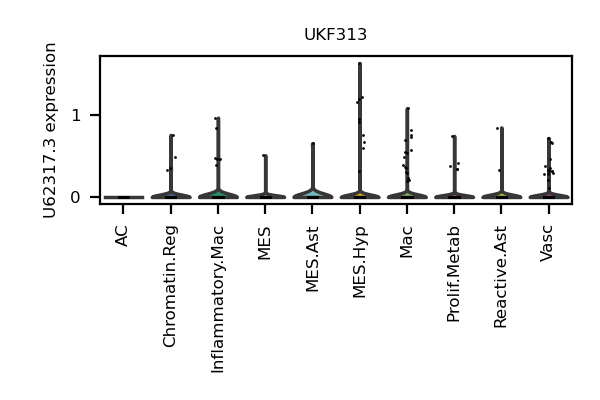 UKF313
U62317.3 expression
1
0
AC
Chromatin.Reg
Inflammatory.Mac
MES
MES.Ast
MES.Hyp
Mac
Prolif.Metab
Reactive.Ast
Vasc